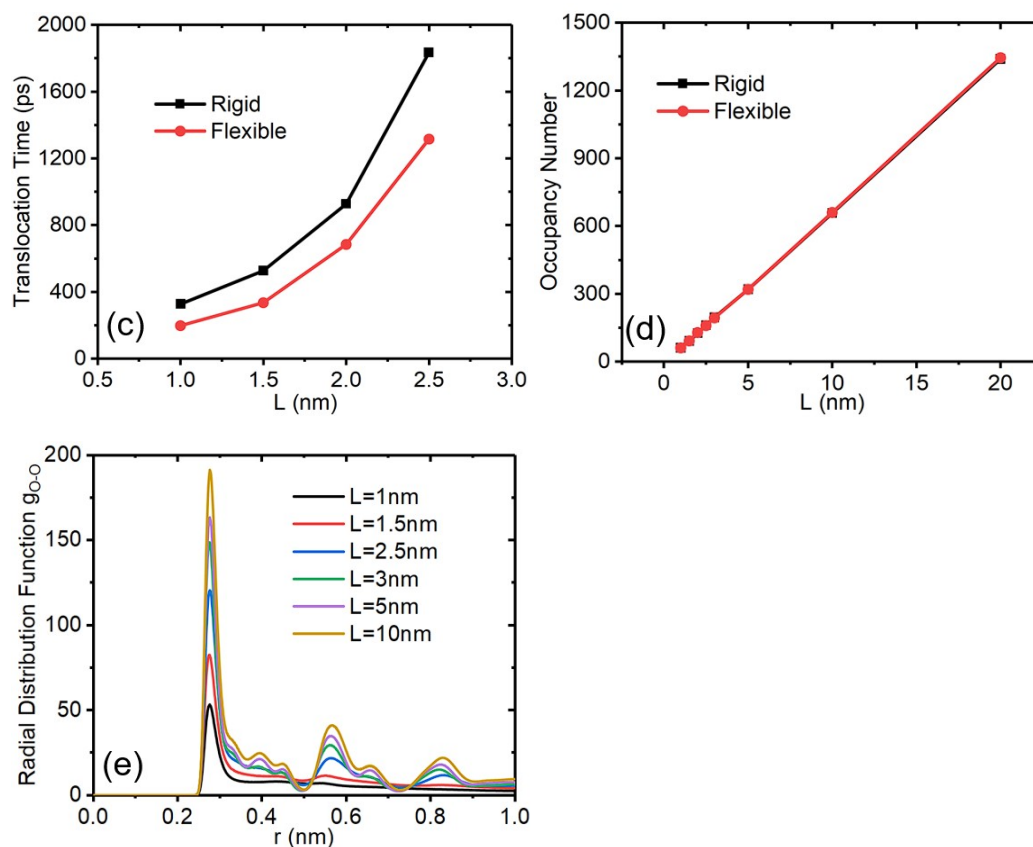 2000
1600
1200
800
400
0
Translocation Time (ps)
Rigid
Flexible
(c)
0.5 1.0 1.5 2.0 2.5 3.0
L (nm)
1500
1200
900
600
300
0
Occupancy Number
Rigid
Flexible
(d)
0 5 10 15 20
L (nm)
200
150
100
50
0
Radial Distribution Function gO-O
L=1nm
L=1.5nm
L=2.5nm
L=3nm
L=5nm
L=10nm
(e)
0.0 0.2 0.4 0.6 0.8 1.0
r (nm)